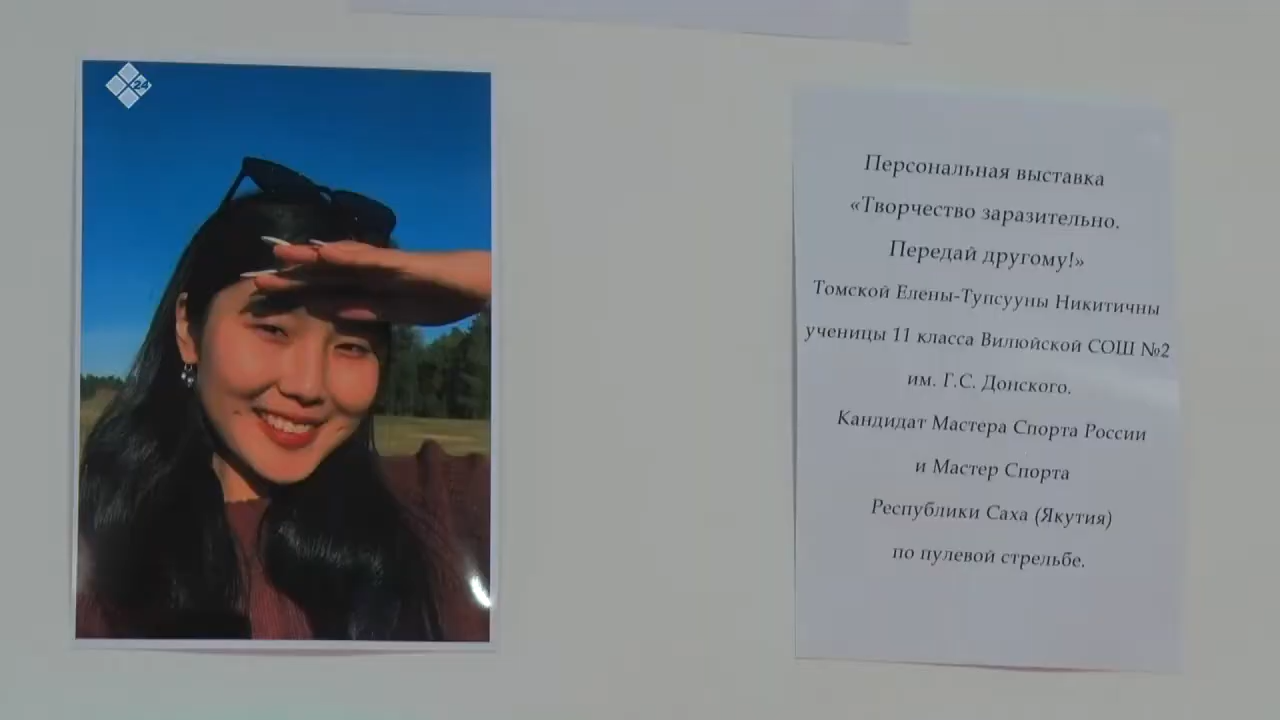 24
Персональная выставка
«Творчество заразительно.
Передай другому!»
Томской Елены-Тупсууны Никитичны
ученицы 11 класса Вилюйской СОШ №2
им. Г.С. Донского.
Кандидат Мастера Спорта России
и Мастер Спорта
Республики Саха (Якутия)
по пулевой стрельбе.